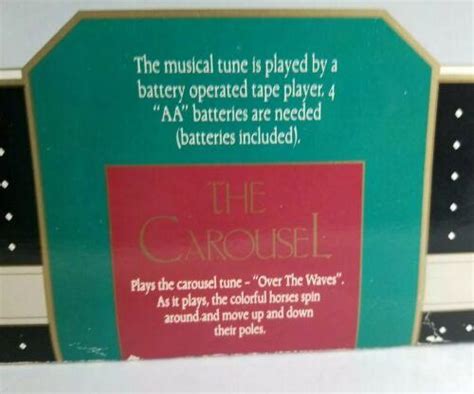 The musical tune is played by a
battery operated tape player. 4
"AA" batteries are needed
(batteries included).
THE
CAROUSEL
Plays the carousel tune - "Over The Waves".
As it plays, the colorful horses spin
around and move up and down
their poles.